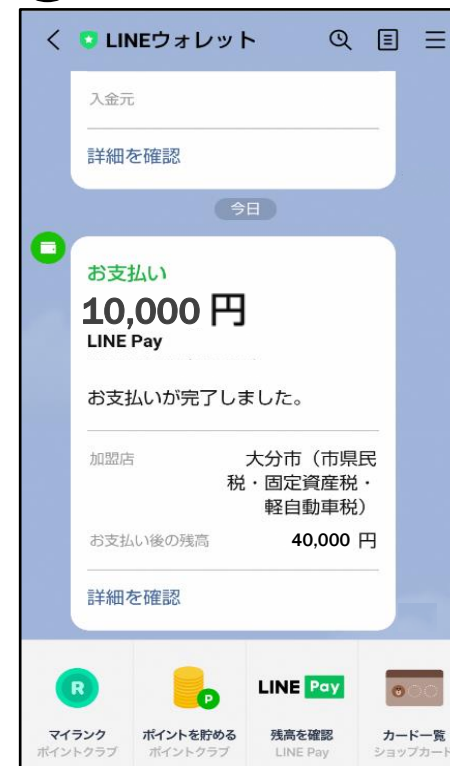 LINEウォレット
入金元
詳細を確認
今日
お支払い
10,000 円
LINE Pay
お支払いが完了しました。
加盟店
大分市（市県民
税・固定資産税・
軽自動車税）
お支払い後の残高 40,000 円
詳細を確認
R
P
LINE Pay
マイランク ポイントを貯める 残高を確認 カード一覧
ポイントクラブ ポイントクラブ LINE Pay ショップカード